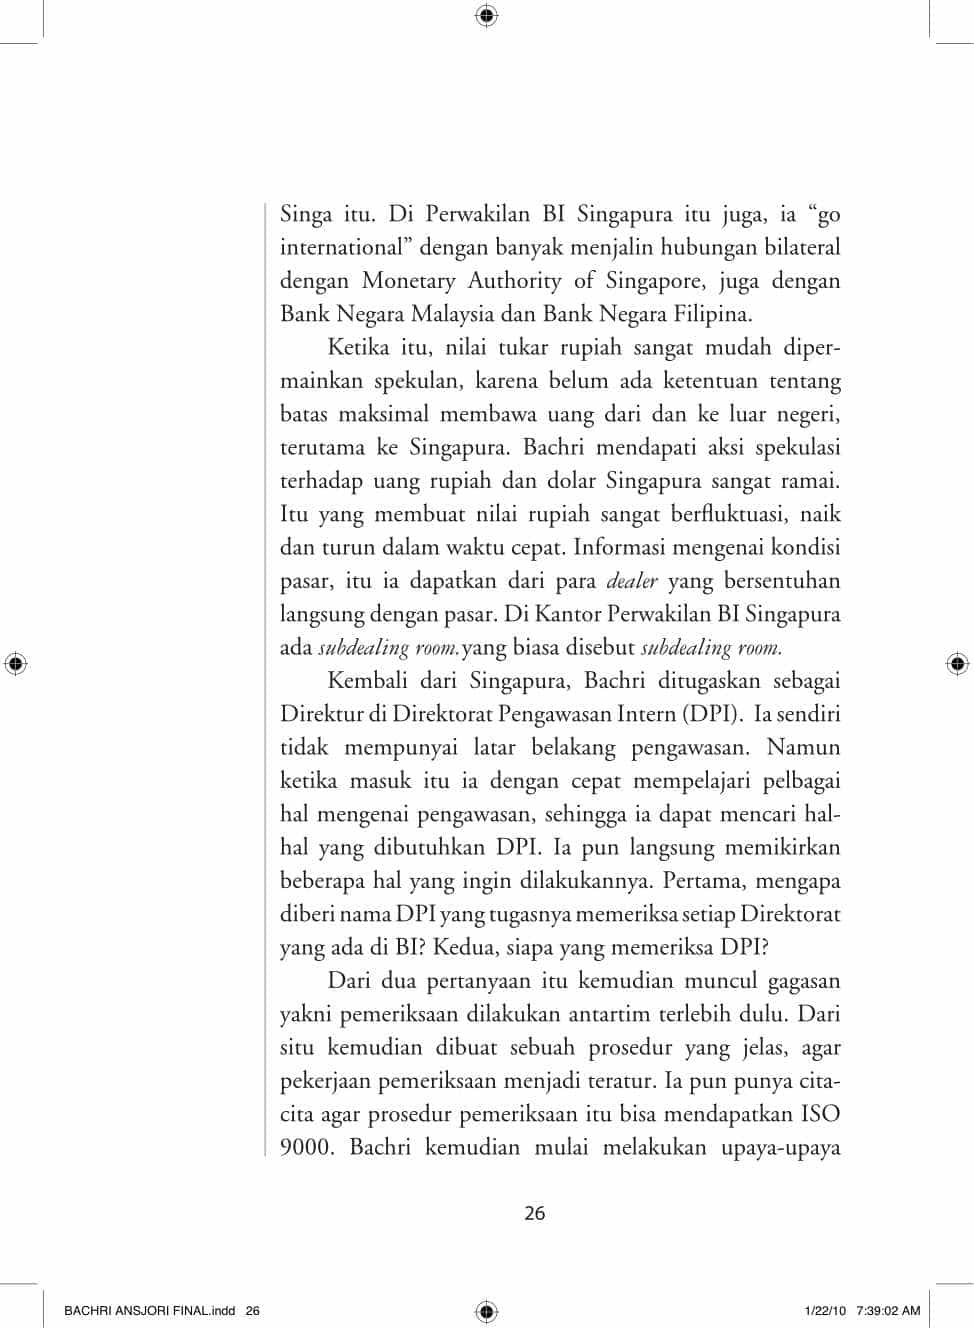 Singa itu. Di Perwakilan BI Singapura itu juga, ia “go
international” dengan banyak menjalin hubungan bilateral
dengan Monetary Authority of Singapore, juga dengan
Bank Negara Malaysia dan Bank Negara Filipina.
Ketika itu, nilai tukar rupiah sangat mudah diper-
mainkan spekulan, karena belum ada ketentuan tentang
batas maksimal membawa uang dari dan ke luar negeri,
terutama ke Singapura. Bachri mendapati aksi spekulasi
terhadap uang rupiah dan dolar Singapura sangat ramai.
Itu yang membuat nilai rupiah sangat berfluktuasi, naik
dan turun dalam waktu cepat. Informasi mengenai kondisi
pasar, itu ia dapatkan dari para dealer yang bersentuhan
langsung dengan pasar. Di Kantor Perwakilan BI Singapura
ada subdealing room.yang biasa disebut subdealing room.
Kembali dari Singapura, Bachri ditugaskan sebagai
Direktur di Direktorat Pengawasan Intern (DPI).  Ia sendiri
tidak mempunyai latar belakang pengawasan. Namun
ketika masuk itu ia dengan cepat mempelajari pelbagai
hal mengenai pengawasan, sehingga ia dapat mencari hal-
hal yang dibutuhkan DPI. Ia pun langsung memikirkan
beberapa hal yang ingin dilakukannya. Pertama, mengapa
diberi nama DPI yang tugasnya memeriksa setiap Direktorat
yang ada di BI? Kedua, siapa yang memeriksa DPI?
Dari dua pertanyaan itu kemudian muncul gagasan
yakni pemeriksaan dilakukan antartim terlebih dulu. Dari
situ kemudian dibuat sebuah prosedur yang jelas, agar
pekerjaan pemeriksaan menjadi teratur. Ia pun punya cita-
cita agar prosedur pemeriksaan itu bisa mendapatkan ISO
9000. Bachri kemudian mulai melakukan upaya-upaya
26
BACHRI ANSJORI FINAL.indd   26
1/22/10   7:39:02 AM